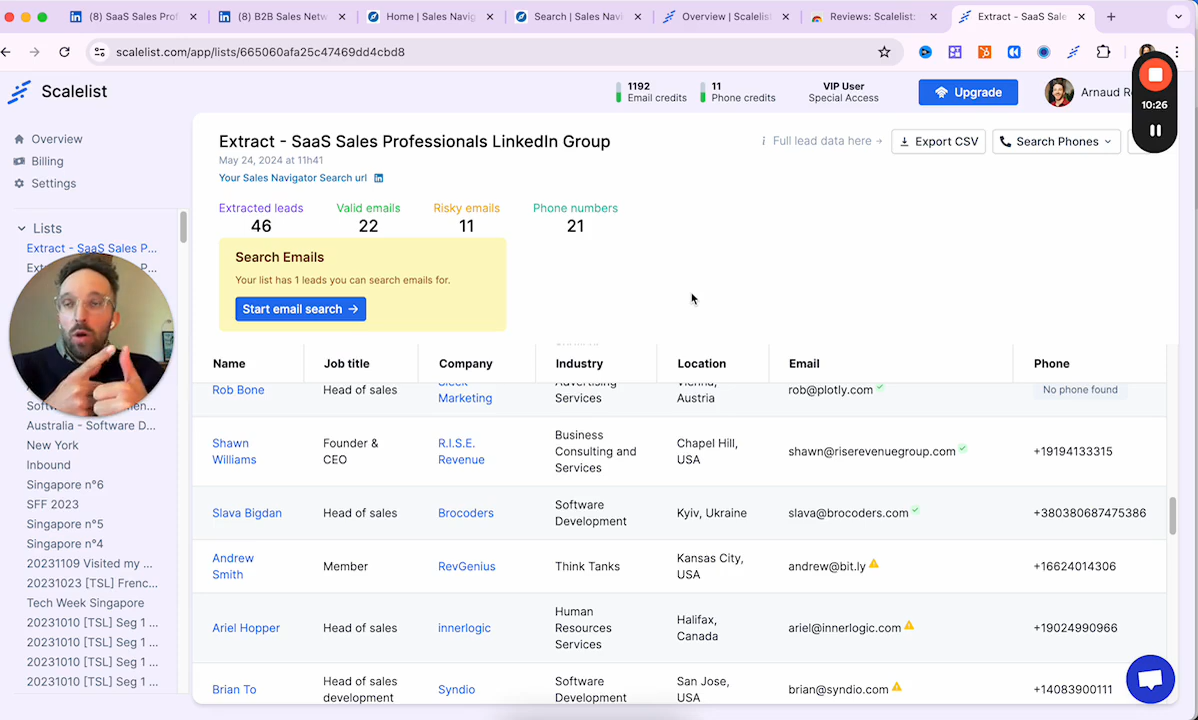 (8) SaaS Sales Prof
(8) B2B Sales Netw
Home | Sales Navig
Search | Sales Navi
Overview | Scalelis
Reviews: Scalelist:
Extract - SaaS Sale
scalelist.com/app/lists/665060afa25c47469dd4cbd8
Scalelist
1192
Email credits
11
Phone credits
VIP User
Special Access
Upgrade
Arnaud R
10:26
Overview
Billing
Settings
Lists
Extract - SaaS Sales P...
Australia - Software D...
New York
Inbound
Singapore n°6
SFF 2023
Singapore n°5
Singapore n°4
20231109 Visited my ...
20231023 [TSL] Frenc...
Tech Week Singapore
20231010 [TSL] Seg 1 ...
20231010 [TSL] Seg 1 ...
20231010 [TSL] Seg 1 ...
20231010 [TSL] Seg 1 ...
Extract - SaaS Sales Professionals LinkedIn Group
May 24, 2024 at 11h41
Your Sales Navigator Search url
Full lead data here →
Export CSV
Search Phones
Extracted leads
46
Valid emails
22
Risky emails
11
Phone numbers
21
Search Emails
Your list has 1 leads you can search emails for.
Start email search →
Name Job title Company Industry Location Email Phone
Rob Bone Head of sales Sleek Marketing Advertising Services Vienna, Austria rob@plotly.com No phone found
Shawn Williams Founder & CEO R.I.S.E. Revenue Business Consulting and Services Chapel Hill, USA shawn@riserevenuegroup.com +19194133315
Slava Bigdan Head of sales Brocoders Software Development Kyiv, Ukraine slava@brocoders.com +380380687475386
Andrew Smith Member RevGenius Think Tanks Kansas City, USA andrew@bit.ly +16624014306
Ariel Hopper Head of sales innerlogic Human Resources Services Halifax, Canada ariel@innerlogic.com +19024990966
Brian To Head of sales development Syndio Software Development San Jose, USA brian@syndio.com +14083900111